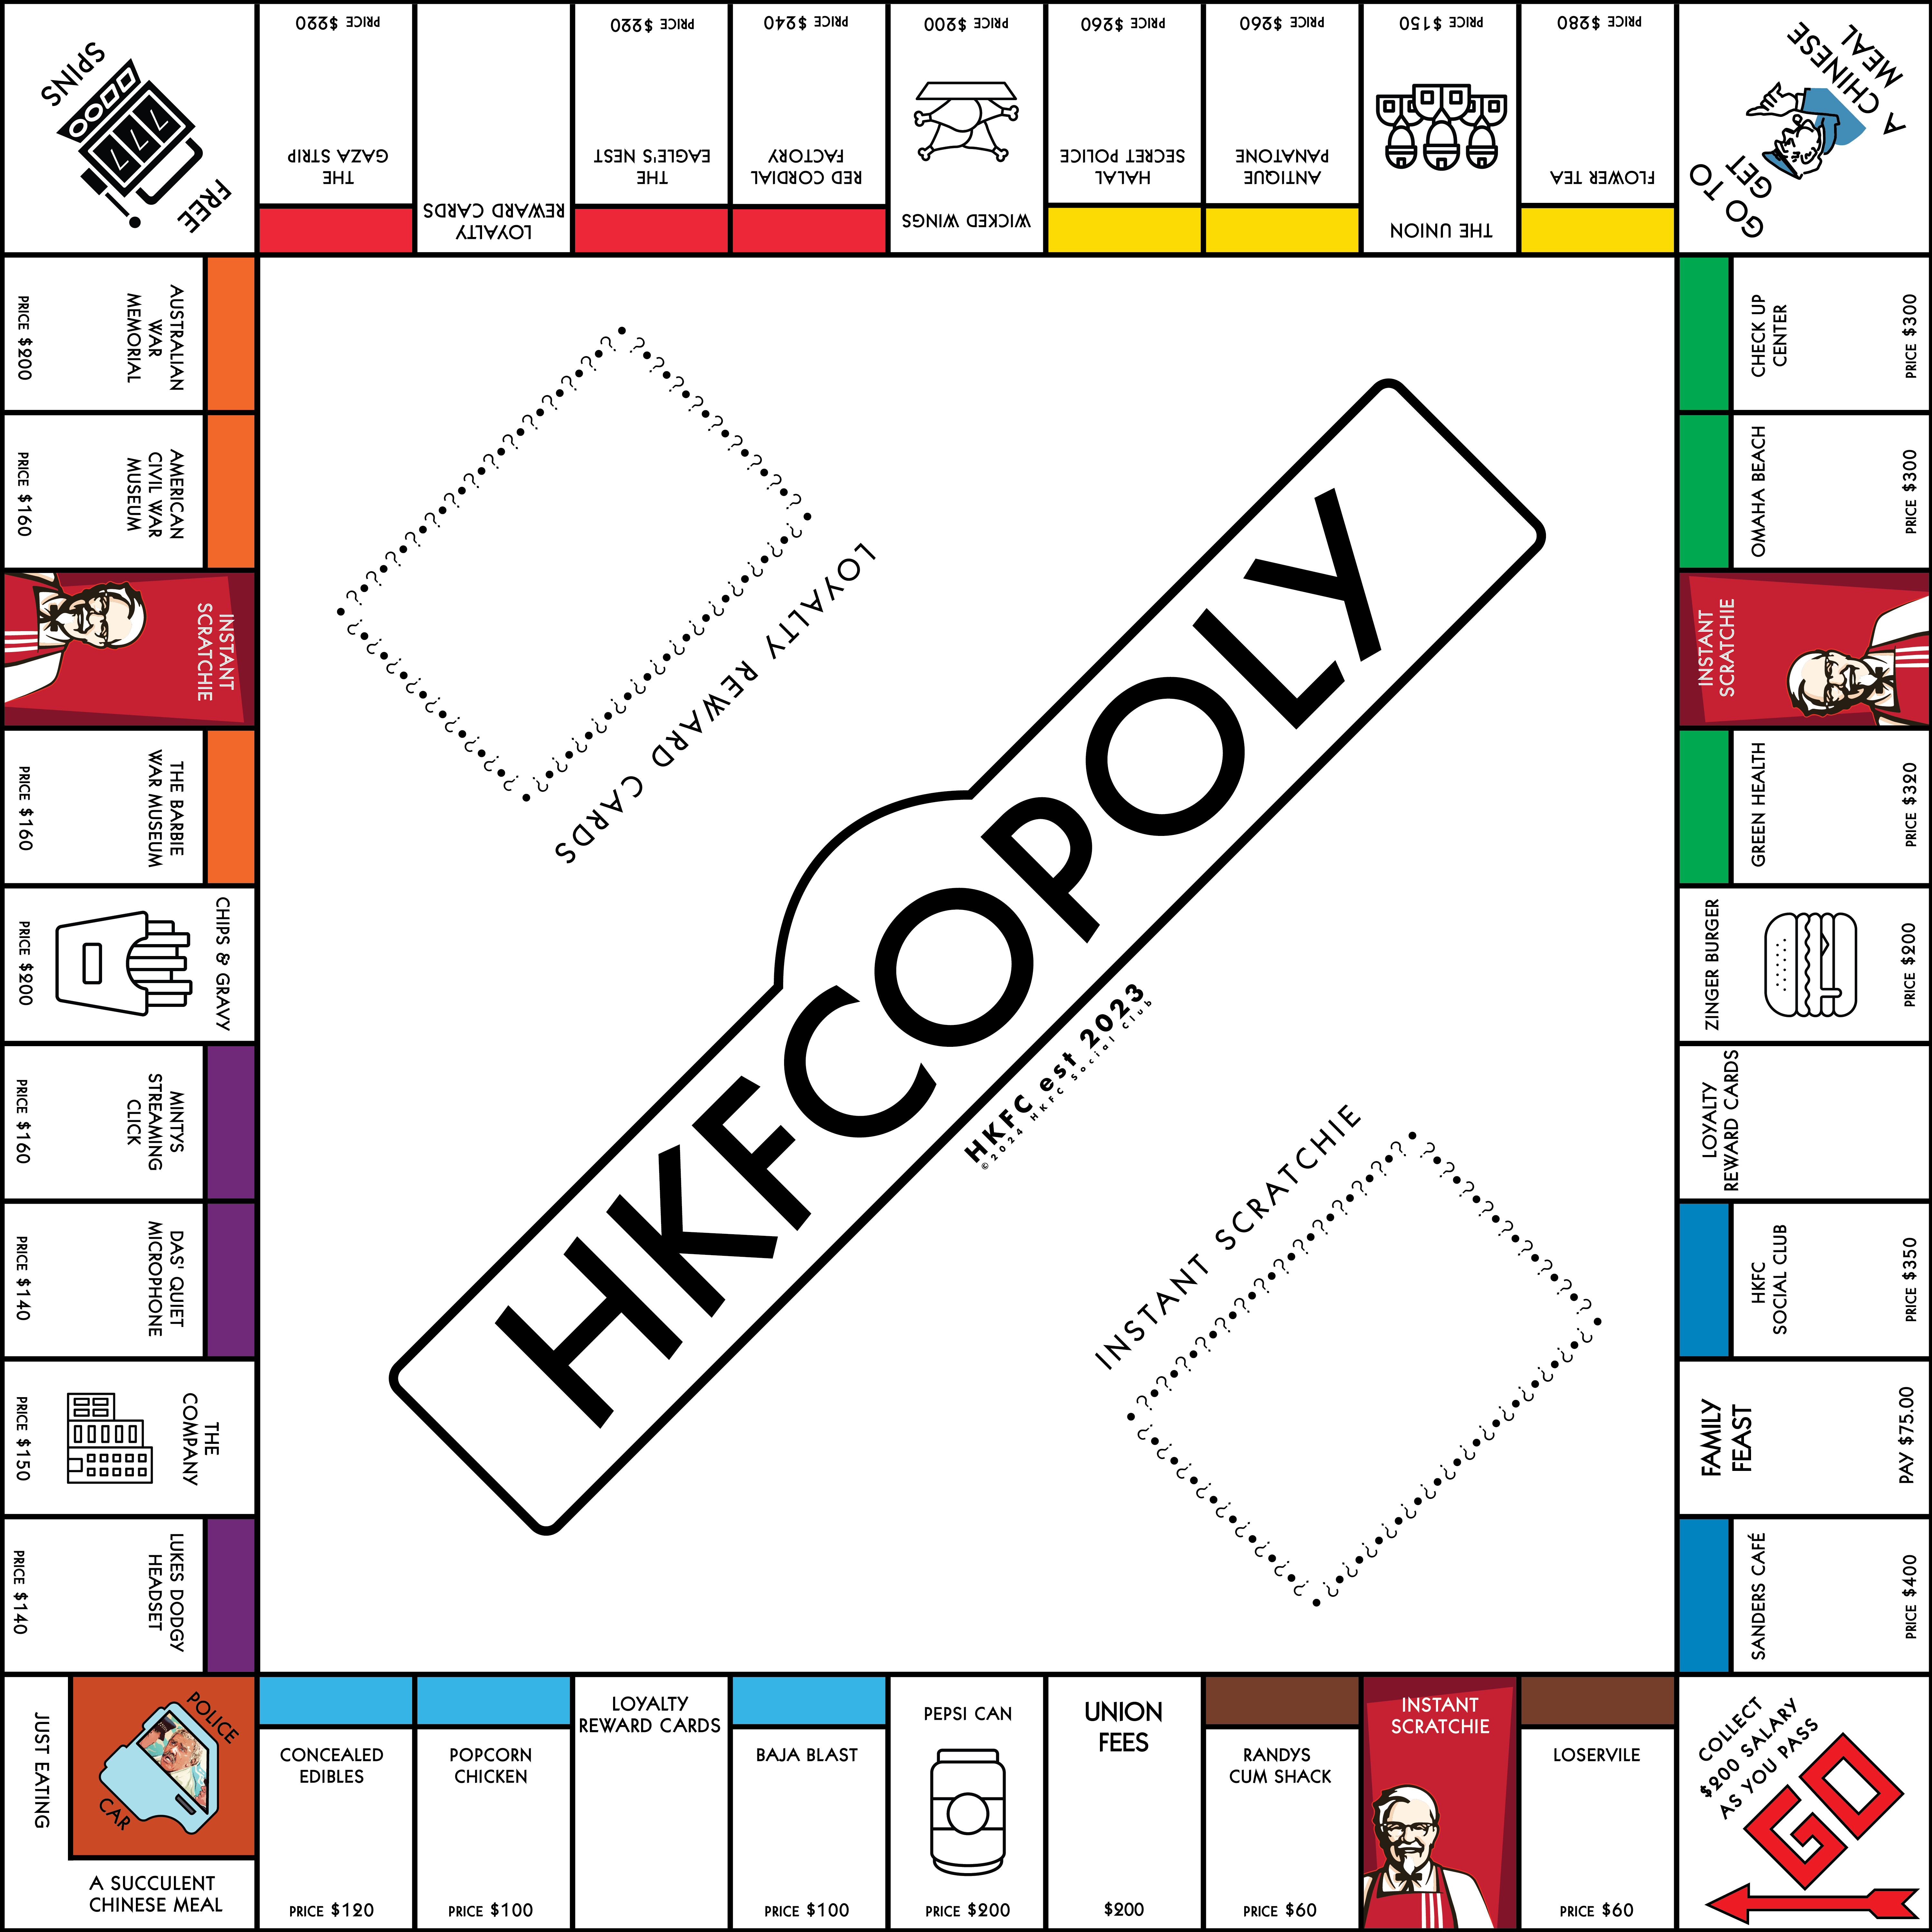 FREE
SPINS
THE
GAZA STRIP
PRICE $220
LOYALTY
REWARD CARDS
THE
EAGLE'S NEST
PRICE $220
RED CORDIAL
FACTORY
PRICE $240
WICKED WINGS
PRICE $200
HALAL
SECRET POLICE
PRICE $260
ANTIQUE
PANATONE
PRICE $260
THE UNION
PRICE $150
FLOWER TEA
PRICE $280
GO TO
GET
A CHINESE
MEAL
CHECK UP
CENTER
PRICE $300
OMAHA BEACH
PRICE $300
INSTANT
SCRATCHIE
GREEN HEALTH
PRICE $320
ZINGER BURGER
PRICE $200
LOYALTY
REWARD CARDS
HKFC
SOCIAL CLUB
PRICE $350
FAMILY
FEAST
PAY $75.00
SANDERS CAFÉ
PRICE $400
COLLECT
$200 SALARY
AS YOU PASS
GO
LOSERVILE
PRICE $60
INSTANT
SCRATCHIE
RANDYS
CUM SHACK
PRICE $60
UNION
FEES
$200
PEPSI CAN
PRICE $200
BAJA BLAST
PRICE $100
LOYALTY
REWARD CARDS
POPCORN
CHICKEN
PRICE $100
CONCEALED
EDIBLES
PRICE $120
JUST EATING
A SUCCULENT
CHINESE MEAL
POLICE
CAR
LUKES DODGY
HEADSET
PRICE $140
THE
COMPANY
PRICE $150
DAS' QUIET
MICROPHONE
PRICE $140
MINTYS
STREAMING
CLICK
PRICE $160
CHIPS & GRAVY
PRICE $200
THE BARBIE
WAR MUSEUM
PRICE $160
INSTANT
SCRATCHIE
AMERICAN
CIVIL WAR
MUSEUM
PRICE $160
AUSTRALIAN
WAR
MEMORIAL
PRICE $200
777
LOYALTY REWARD CARDS
HKFCOPOLY
HKFC est 2023
© 2024 HKFC Social Club
INSTANT SCRATCHIE